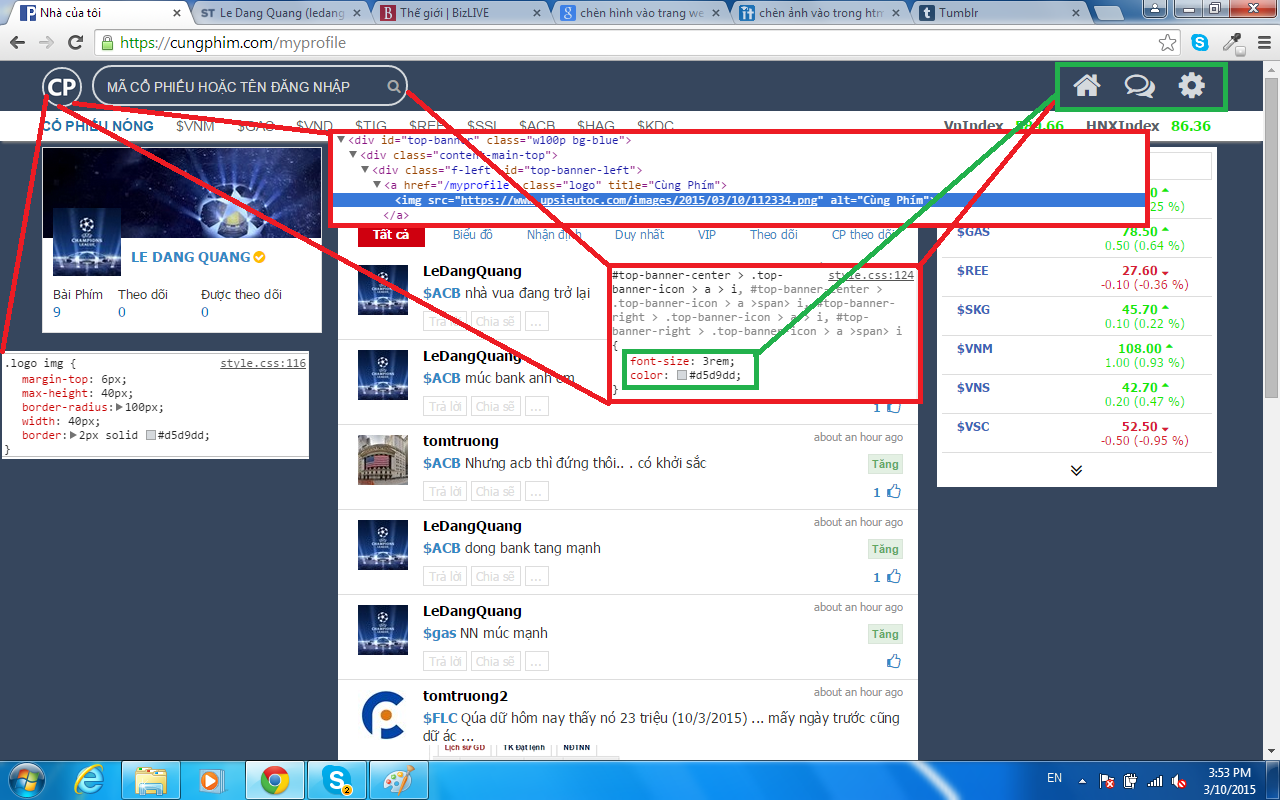 Nhà của tôi
ST Le Dang Quang (ledang
B Thế giới | BizLIVE
chèn hình vào trang we
chèn ảnh vào trong htm
t Tumblr
https://cungphim.com/myprofile
CP
MÃ CỔ PHIẾU HOẶC TÊN ĐĂNG NHẬP
CỔ PHIẾU NÓNG $VNM $GAS $VND $TIG $REE $SSI $ACB $HAG $KDC
VnIndex
HNXIndex 86.36
<div id="top-banner" class="w100p bg-blue">
<div class="content-main-top">
<div class="f-left" id="top-banner-left">
<a href="/myprofile" class="logo" title="Cùng Phím">
<img src="https://www.upsieutoc.com/images/2015/03/10/112334.png" alt="Cùng Phím">
</a>
LE DANG QUANG
Bài Phím Theo dõi Được theo dõi
9 0 0
.logo img { style.css:116
margin-top: 6px;
max-height: 40px;
border-radius: 100px;
width: 40px;
border: 2px solid #d5d9dd;
}
Tất cả Biểu đồ Nhận định Duy nhất VIP Theo dõi CP theo dõi
LeDangQuang
$ACB nhà vua đang trở lại
Trả lời Chia sẽ ...
LeDangQuang
$ACB múc bank anh em
Trả lời Chia sẽ ...
1
#top-banner-center > .top- style.css:124
banner-icon > a > i, #top-banner-center >
.top-banner-icon > a >span> i, #top-banner-
right > .top-banner-icon > a > i, #top-
banner-right > .top-banner-icon > a >span> i
{
font-size: 3rem;
color: #d5d9dd;
}
tomtruong about an hour ago
$ACB Nhưng acb thì đứng thôi.. . có khởi sắc Tăng
Trả lời Chia sẽ ... 1
LeDangQuang about an hour ago
$ACB dong bank tang mạnh Tăng
Trả lời Chia sẽ ... 1
LeDangQuang about an hour ago
$gas NN múc mạnh Tăng
Trả lời Chia sẽ ...
tomtruong2 about an hour ago
$FLC Qúa dữ hôm nay thấy nó 23 triệu (10/3/2015) ... mấy ngày trước cũng
dữ ác ...
Lịch sử GD TK Đặt lệnh NĐTNN
$GAS 78.50
0.50 (0.64 %)
$REE 27.60
-0.10 (-0.36 %)
$SKG 45.70
0.10 (0.22 %)
$VNM 108.00
1.00 (0.93 %)
$VNS 42.70
0.20 (0.47 %)
$VSC 52.50
-0.50 (-0.95 %)
S 2
EN
3:53 PM
3/10/2015